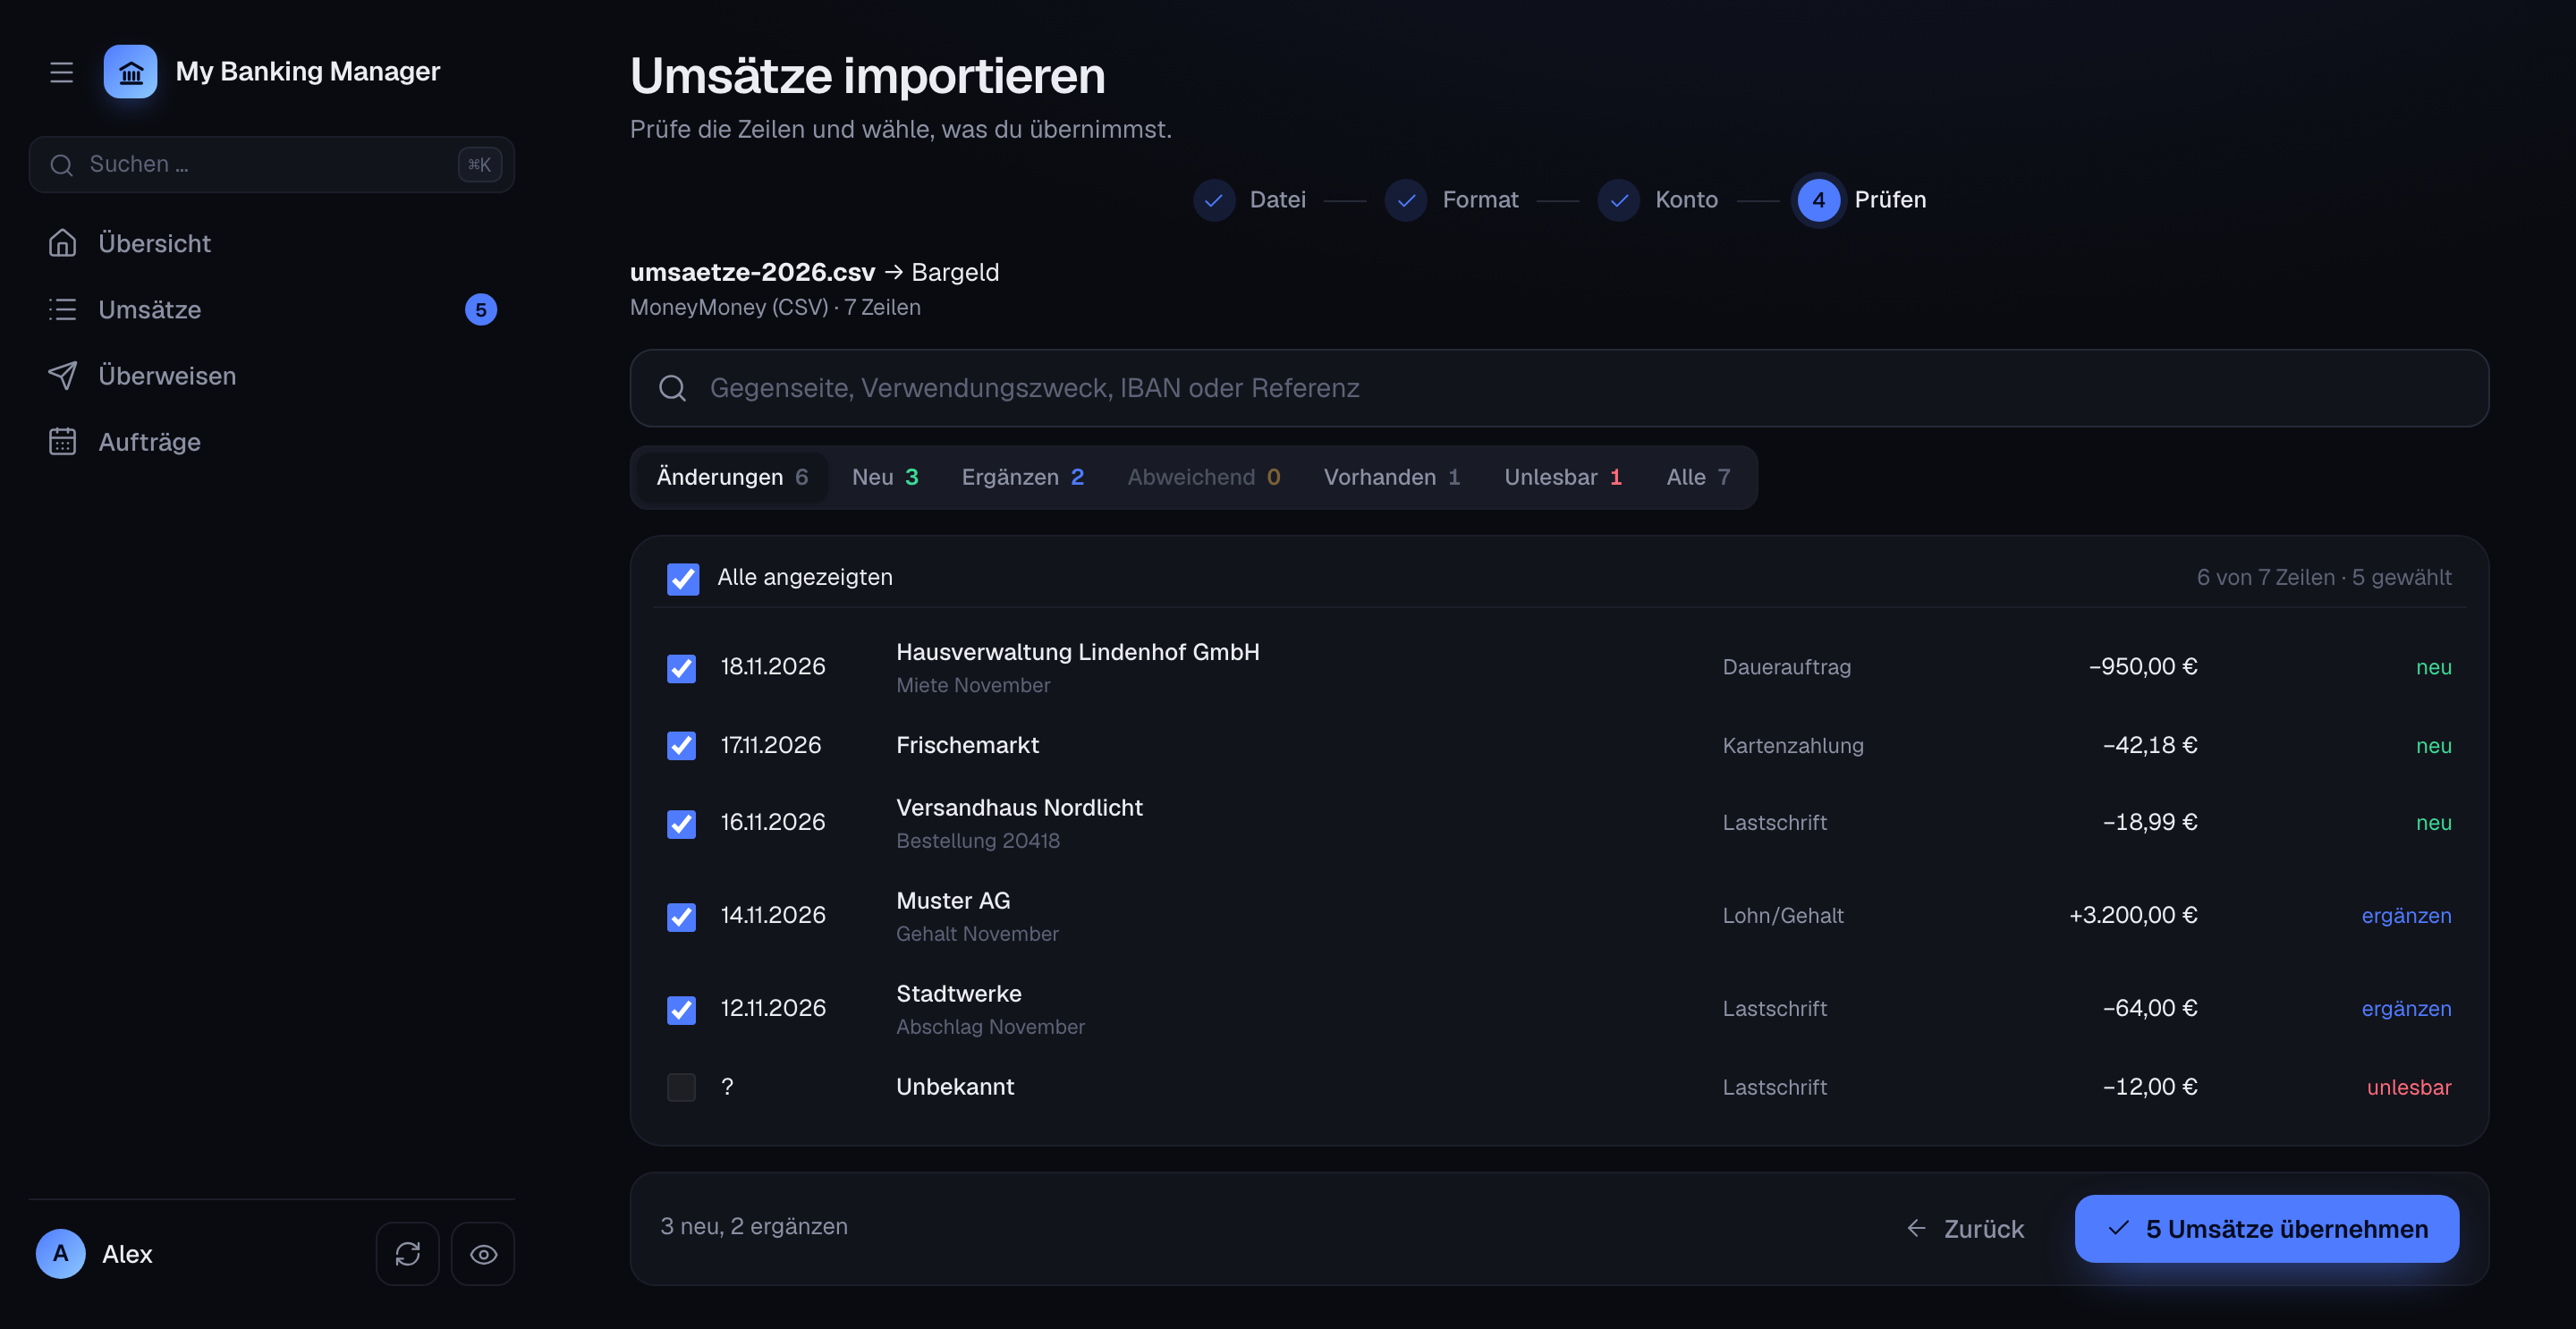 My Banking Manager
Suchen …
⌘K
Übersicht
Umsätze 5
Überweisen
Aufträge
A Alex
Umsätze importieren
Prüfe die Zeilen und wähle, was du übernimmst.
Datei Format Konto 4 Prüfen
umsaetze-2026.csv → Bargeld
MoneyMoney (CSV) · 7 Zeilen
Gegenseite, Verwendungszweck, IBAN oder Referenz
Änderungen 6 Neu 3 Ergänzen 2 Abweichend 0 Vorhanden 1 Unlesbar 1 Alle 7
Alle angezeigten 6 von 7 Zeilen · 5 gewählt
18.11.2026 Hausverwaltung Lindenhof GmbH Dauerauftrag −950,00 € neu
Miete November
17.11.2026 Frischemarkt Kartenzahlung −42,18 € neu
16.11.2026 Versandhaus Nordlicht Lastschrift −18,99 € neu
Bestellung 20418
14.11.2026 Muster AG Lohn/Gehalt +3.200,00 € ergänzen
Gehalt November
12.11.2026 Stadtwerke Lastschrift −64,00 € ergänzen
Abschlag November
? Unbekannt Lastschrift −12,00 € unlesbar
3 neu, 2 ergänzen ← Zurück 5 Umsätze übernehmen